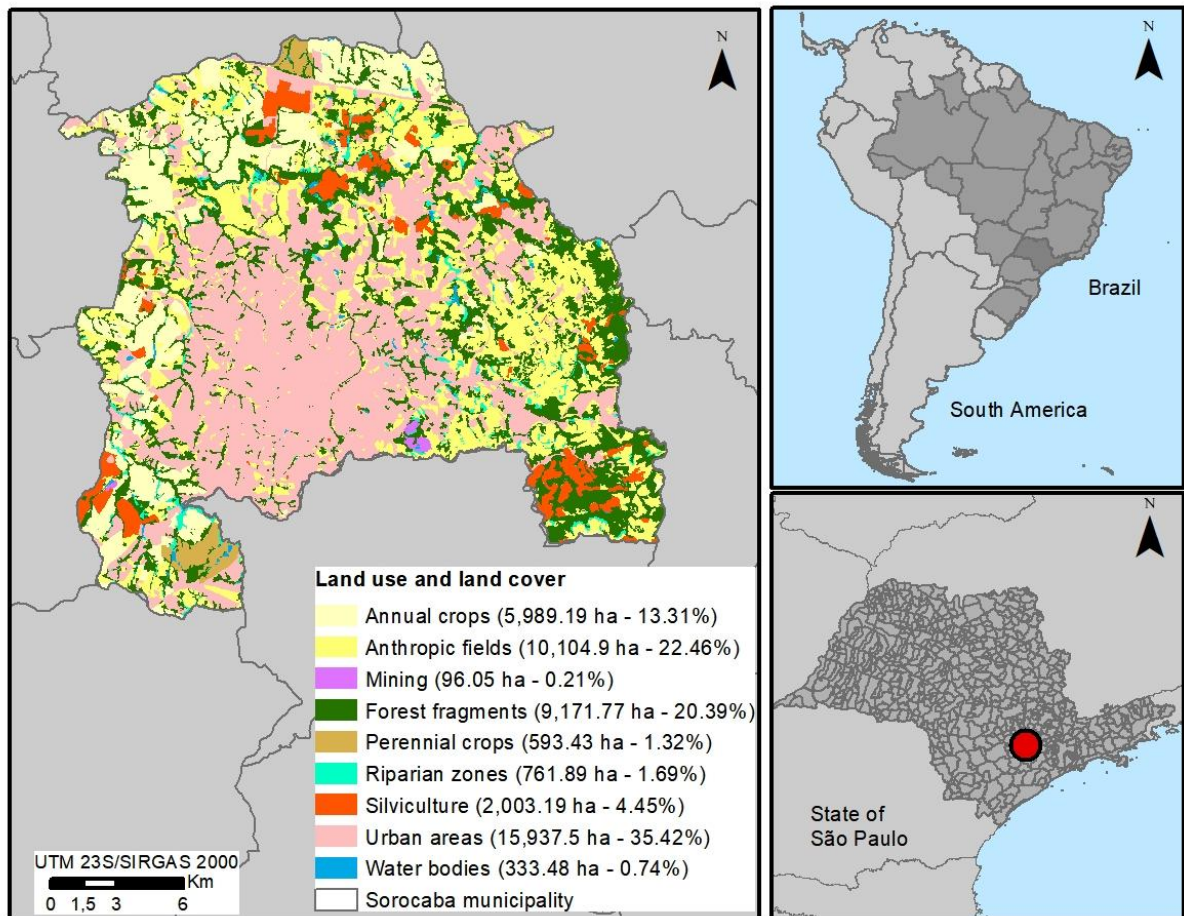 N
Land use and land cover
Annual crops (5,989.19 ha - 13.31%)
Anthropic fields (10,104.9 ha - 22.46%)
Mining (96.05 ha - 0.21%)
Forest fragments (9,171.77 ha - 20.39%)
Perennial crops (593.43 ha - 1.32%)
Riparian zones (761.89 ha - 1.69%)
Silviculture (2,003.19 ha - 4.45%)
Urban areas (15,937.5 ha - 35.42%)
Water bodies (333.48 ha - 0.74%)
Sorocaba municipality
UTM 23S/SIRGAS 2000
Km
0 1,5 3 6
N
Brazil
South America
N
State of
São Paulo